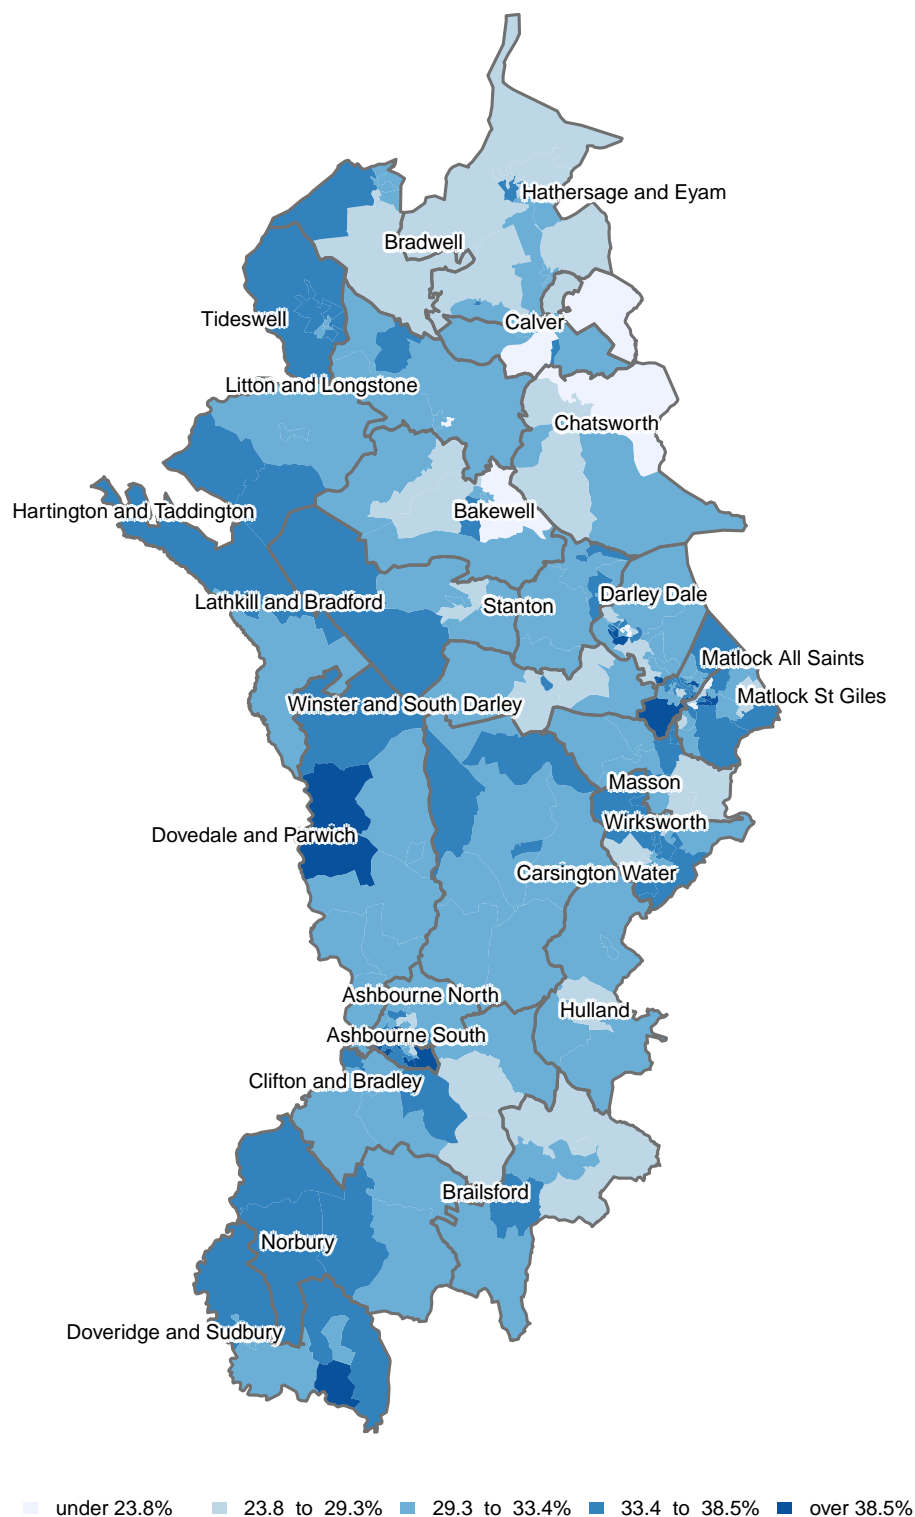 Hathersage and Eyam
Bradwell
Tideswell
Calver
Litton and Longstone
Chatsworth
Hartington and Taddington
Bakewell
Lathkill and Bradford
Stanton
Darley Dale
Matlock All Saints
Winster and South Darley
Matlock St Giles
Masson
Dovedale and Parwich
Wirksworth
Carsington Water
Ashbourne North
Hulland
Ashbourne South
Clifton and Bradley
Brailsford
Norbury
Doveridge and Sudbury
under 23.8% 23.8 to 29.3% 29.3 to 33.4% 33.4 to 38.5% over 38.5%